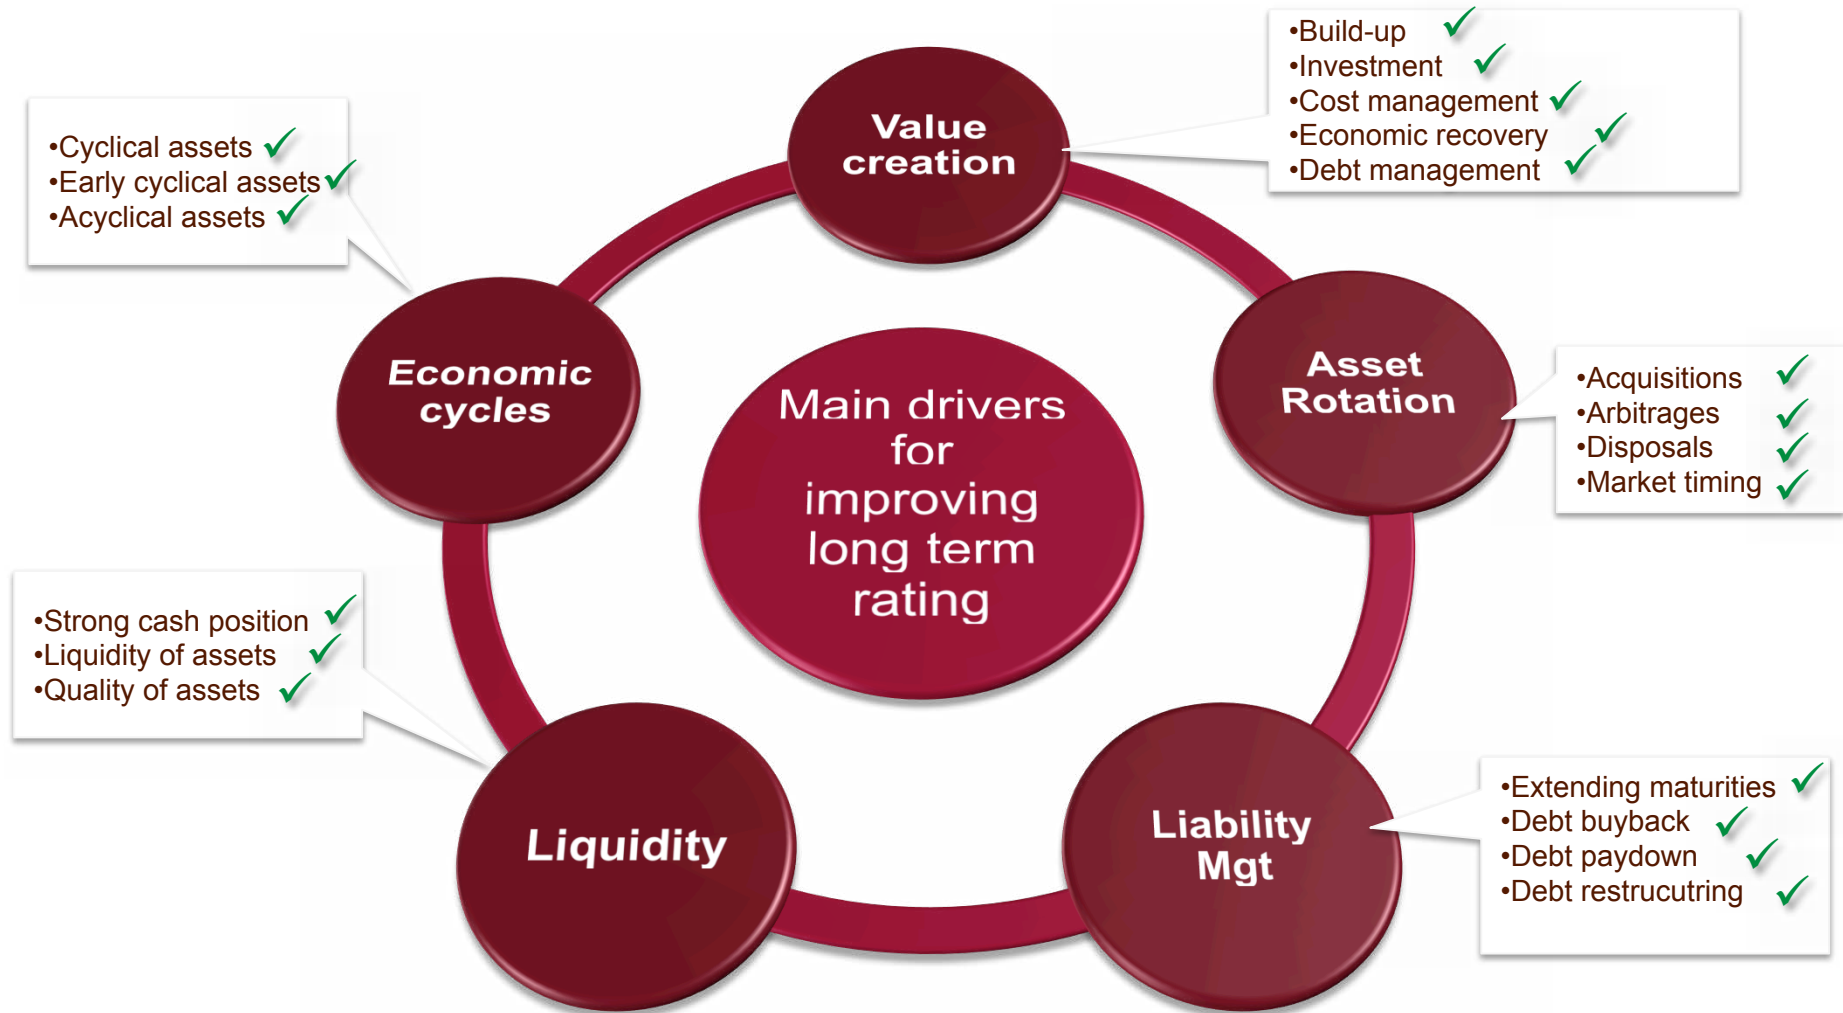 •Build-up
•Investment
•Cost management
•Economic recovery
•Debt management
Value
creation
•Cyclical assets
•Early cyclical assets
•Acyclical assets
Economic
cycles
Asset
Rotation
•Acquisitions
•Arbitrages
•Disposals
•Market timing
Main drivers
for
improving
long term
rating
•Strong cash position
•Liquidity of assets
•Quality of assets
Liquidity
Liability
Mgt
•Extending maturities
•Debt buyback
•Debt paydown
•Debt restrucutring